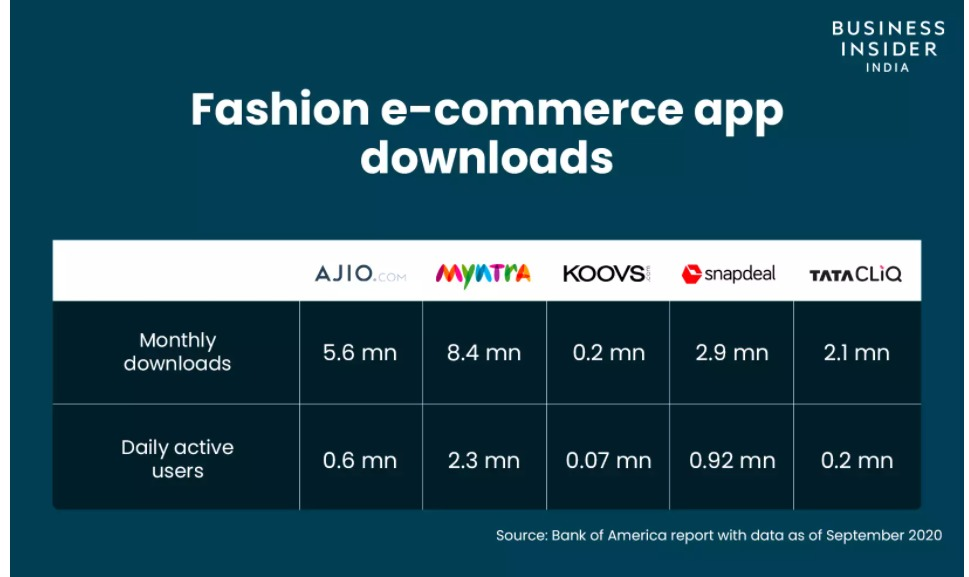 BUSINESS
INSIDER
INDIA
Fashion e-commerce app
downloads
AJIO.COM MYNTRA KOOVS.com snapdeal TATA CLiQ
Monthly
downloads
5.6 mn 8.4 mn 0.2 mn 2.9 mn 2.1 mn
Daily active
users
0.6 mn 2.3 mn 0.07 mn 0.92 mn 0.2 mn
Source: Bank of America report with data as of September 2020